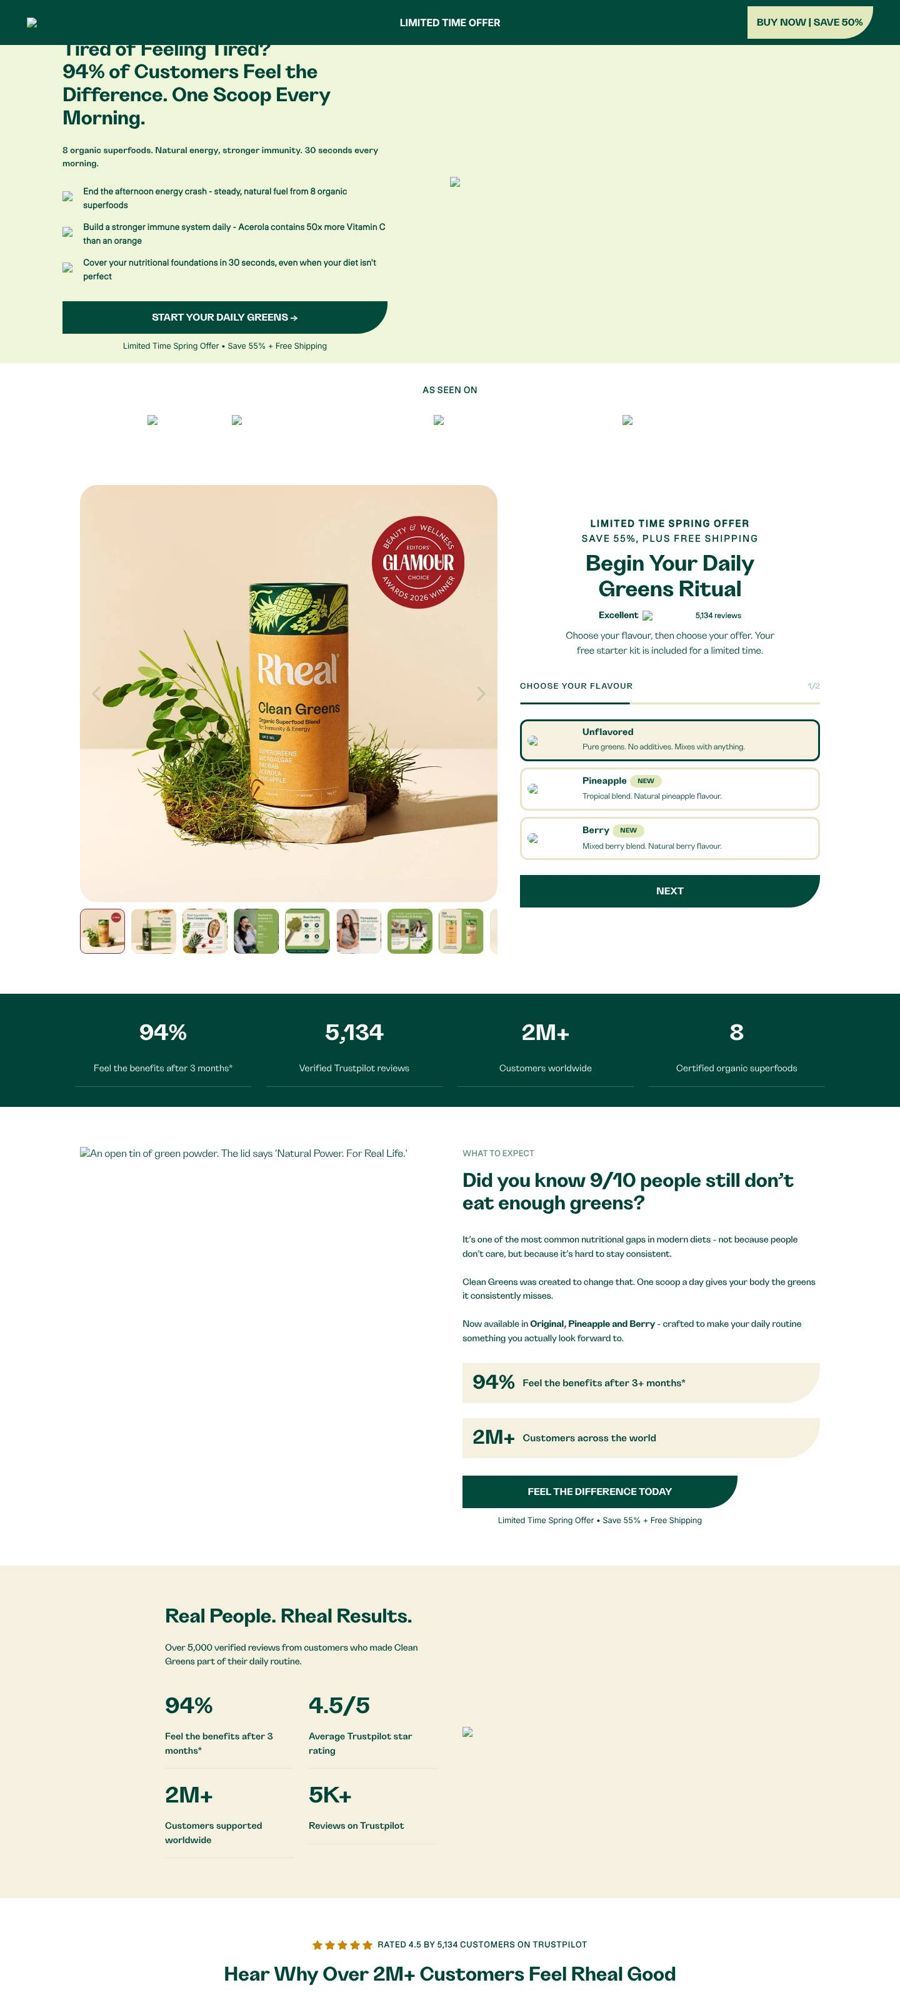 LIMITED TIME OFFER
BUY NOW | SAVE 50%
Tired of Feeling Tired?
94% of Customers Feel the
Difference. One Scoop Every
Morning.
8 organic superfoods. Natural energy, stronger immunity. 30 seconds every
morning.
End the afternoon energy crash - steady, natural fuel from 8 organic
superfoods
Build a stronger immune system daily - Acerola contains 50x more Vitamin C
than an orange
Cover your nutritional foundations in 30 seconds, even when your diet isn't
perfect
START YOUR DAILY GREENS →
Limited Time Spring Offer • Save 55% + Free Shipping
AS SEEN ON
BEAUTY & WELLNESS
EDITORS'
GLAMOUR
CHOICE
AWARDS 2026 WINNER
Rheal
Clean Greens
Organic Superfood Blend
for Immunity & Energy
LIMITED TIME SPRING OFFER
SAVE 55%, PLUS FREE SHIPPING
Begin Your Daily
Greens Ritual
Excellent
5,134 reviews
Choose your flavour, then choose your offer. Your
free starter kit is included for a limited time.
CHOOSE YOUR FLAVOUR
1/2
Unflavored
Pure greens. No additives. Mixes with anything.
Pineapple NEW
Tropical blend. Natural pineapple flavour.
Berry NEW
Mixed berry blend. Natural berry flavour.
NEXT
94%
Feel the benefits after 3 months*
5,134
Verified Trustpilot reviews
2M+
Customers worldwide
8
Certified organic superfoods
An open tin of green powder. The lid says 'Natural Power. For Real Life.'
WHAT TO EXPECT
Did you know 9/10 people still don't
eat enough greens?
It's one of the most common nutritional gaps in modern diets - not because people
don't care, but because it's hard to stay consistent.
Clean Greens was created to change that. One scoop a day gives your body the greens
it consistently misses.
Now available in Original, Pineapple and Berry - crafted to make your daily routine
something you actually look forward to.
94% Feel the benefits after 3+ months*
2M+ Customers across the world
FEEL THE DIFFERENCE TODAY
Limited Time Spring Offer • Save 55% + Free Shipping
Real People. Rheal Results.
Over 5,000 verified reviews from customers who made Clean
Greens part of their daily routine.
94%
Feel the benefits after 3
months*
4.5/5
Average Trustpilot star
rating
2M+
Customers supported
worldwide
5K+
Reviews on Trustpilot
RATED 4.5 BY 5,134 CUSTOMERS ON TRUSTPILOT
Hear Why Over 2M+ Customers Feel Rheal Good